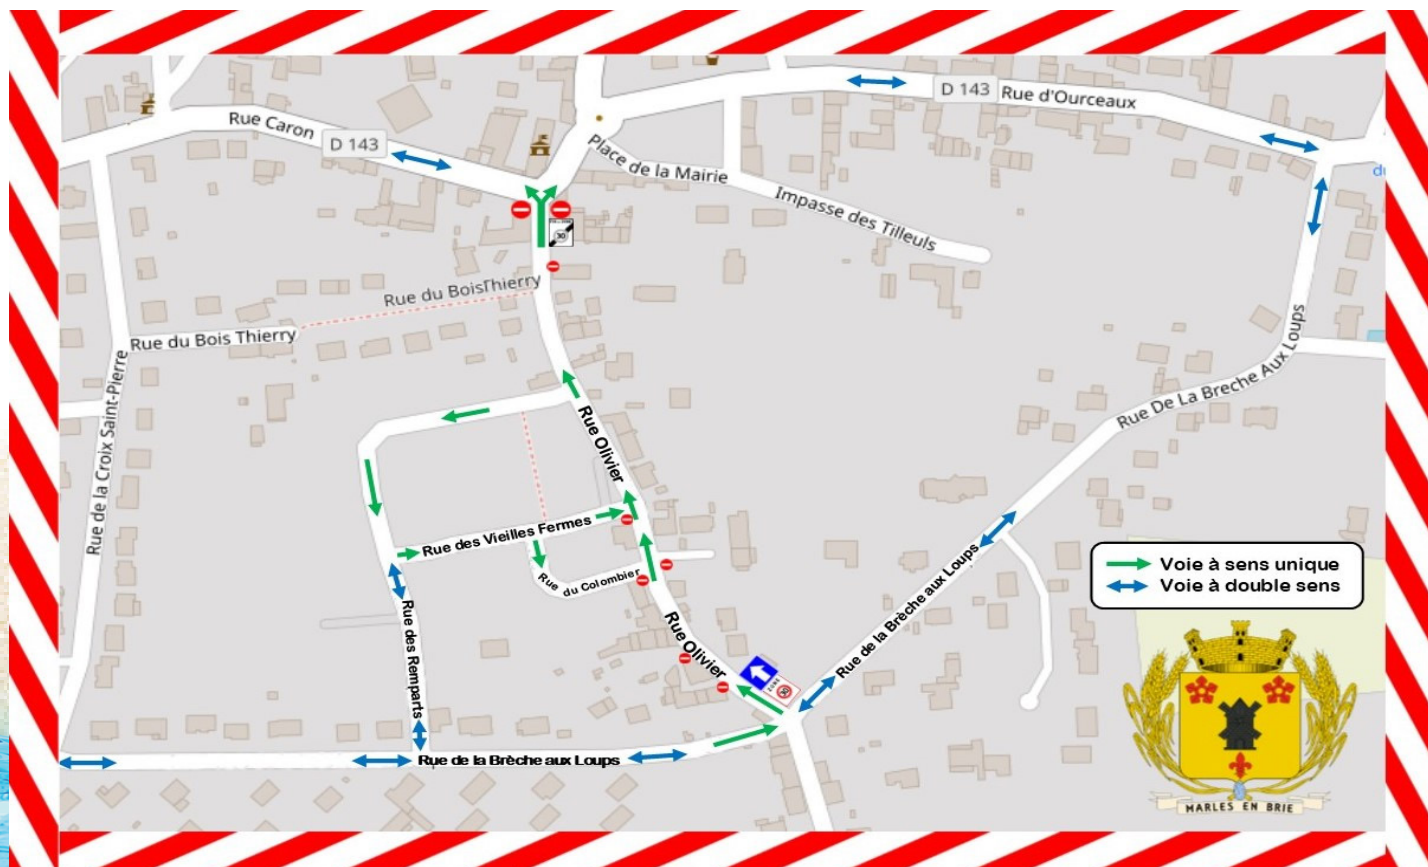 D 143
Rue d'Ourceaux
Rue Caron
D 143
Place de la Mairie
Impasse des Tilleuls
30
Rue du BoisThierry
Rue du Bois Thierry
Rue de la Croix Saint-Pierre
Rue De La Breche Aux Loups
Rue Olivier
Rue des Vieilles Fermes
Rue du Colombier
Rue des Remparts
Rue Olivier
ZONE
30
Rue de la Brèche aux Loups
Rue de la Brèche aux Loups
Voie à sens unique
Voie à double sens
MARLES EN BRIE
du